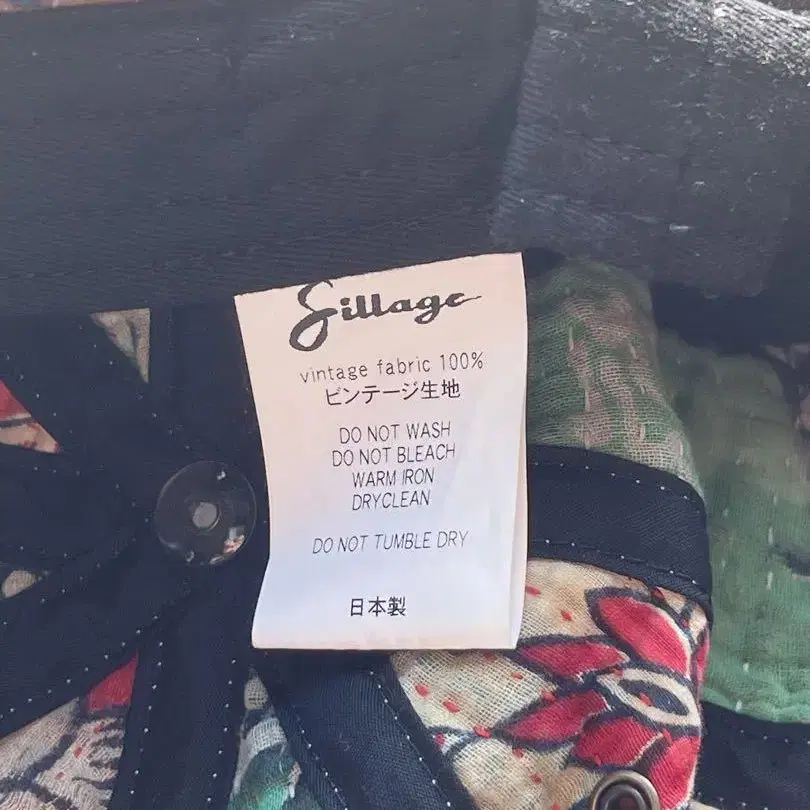 Sillage
vintage fabric 100%
ビンテージ生地
DO NOT WASH
DO NOT BLEACH
WARM IRON
DRYCLEAN
DO NOT TUMBLE DRY
日本製